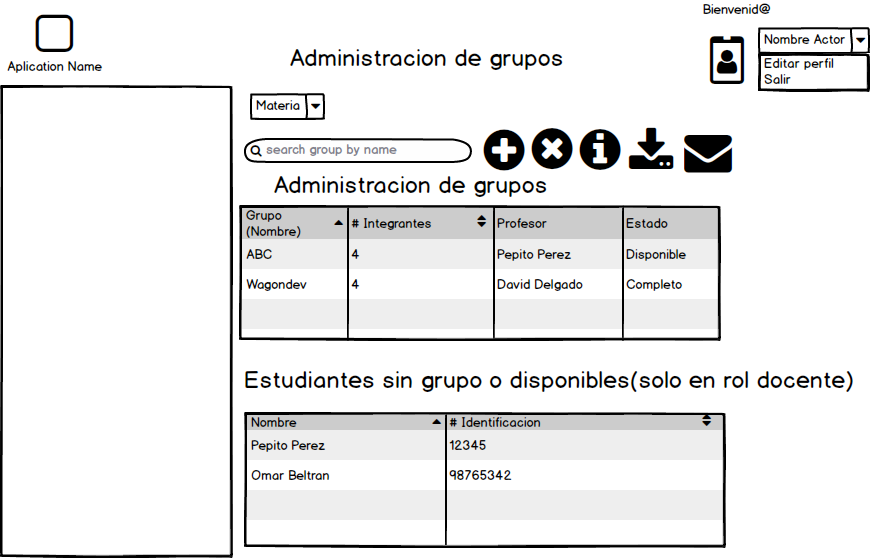 Bienvenid@
Nombre Actor
Editar perfil
Salir
Aplication Name
Administracion de grupos
Materia
search group by name
Administracion de grupos
Grupo (Nombre) # Integrantes Profesor Estado
ABC 4 Pepito Perez Disponible
Wagondev 4 David Delgado Completo
Estudiantes sin grupo o disponibles(solo en rol docente)
Nombre # Identificacion
Pepito Perez 12345
Omar Beltran 98765342